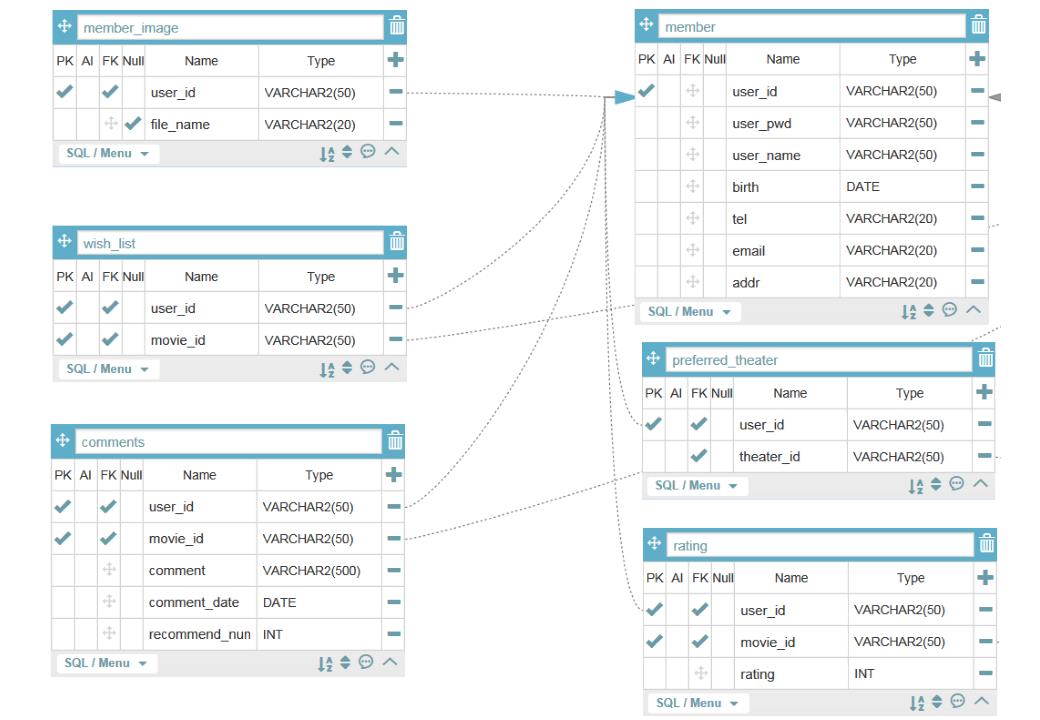 member_image
PK AI FK Null Name Type
user_id VARCHAR2(50)
file_name VARCHAR2(20)
SQL / Menu
wish_list
PK AI FK Null Name Type
user_id VARCHAR2(50)
movie_id VARCHAR2(50)
SQL / Menu
comments
PK AI FK Null Name Type
user_id VARCHAR2(50)
movie_id VARCHAR2(50)
comment VARCHAR2(500)
comment_date DATE
recommend_num INT
SQL / Menu
member
PK AI FK Null Name Type
user_id VARCHAR2(50)
user_pwd VARCHAR2(50)
user_name VARCHAR2(50)
birth DATE
tel VARCHAR2(20)
email VARCHAR2(20)
addr VARCHAR2(20)
SQL / Menu
preferred_theater
PK AI FK Null Name Type
user_id VARCHAR2(50)
theater_id VARCHAR2(50)
SQL / Menu
rating
PK AI FK Null Name Type
user_id VARCHAR2(50)
movie_id VARCHAR2(50)
rating INT
SQL / Menu